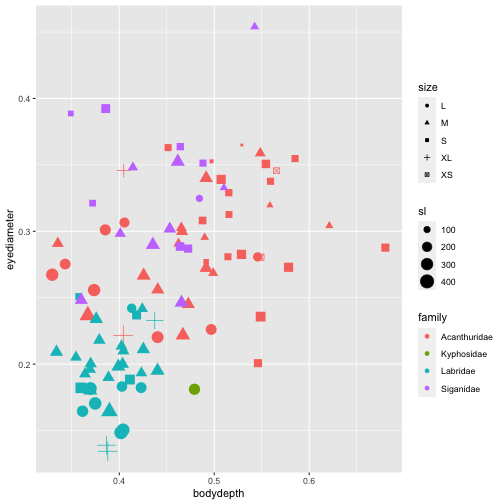 0.4
0.3
0.2
eyediameter
0.4
0.5
0.6
bodydepth
size
L
M
S
XL
XS
sl
100
200
300
400
family
Acanthuridae
Kyphosidae
Labridae
Siganidae